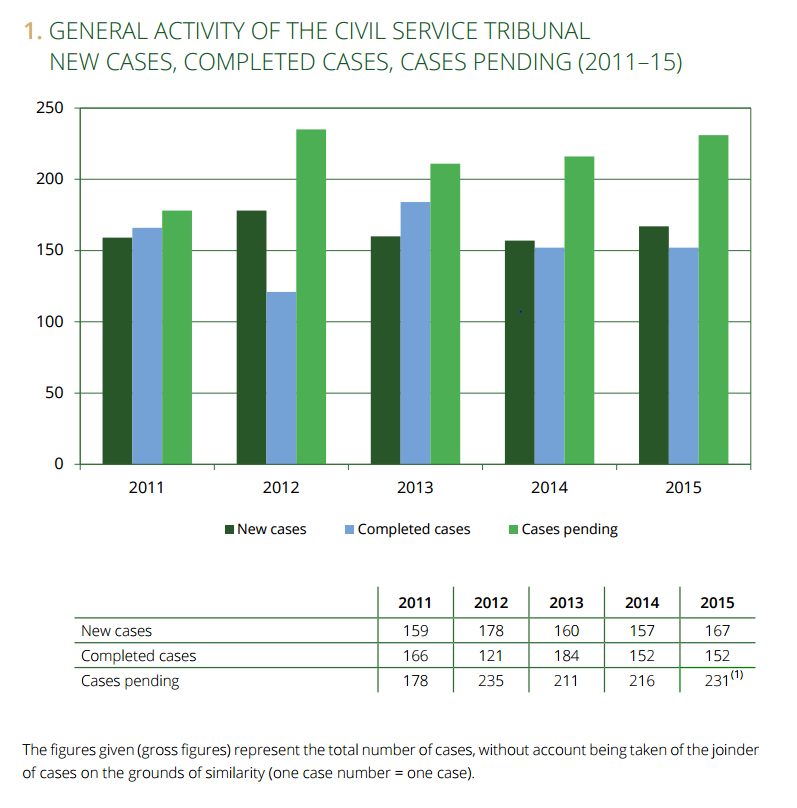 1. GENERAL ACTIVITY OF THE CIVIL SERVICE TRIBUNAL
NEW CASES, COMPLETED CASES, CASES PENDING (2011–15)
250
200
150
100
50
0
2011 2012 2013 2014 2015
New cases Completed cases Cases pending
2011 2012 2013 2014 2015
New cases 159 178 160 157 167
Completed cases 166 121 184 152 152
Cases pending 178 235 211 216 231(1)
The figures given (gross figures) represent the total number of cases, without account being taken of the joinder
of cases on the grounds of similarity (one case number = one case).